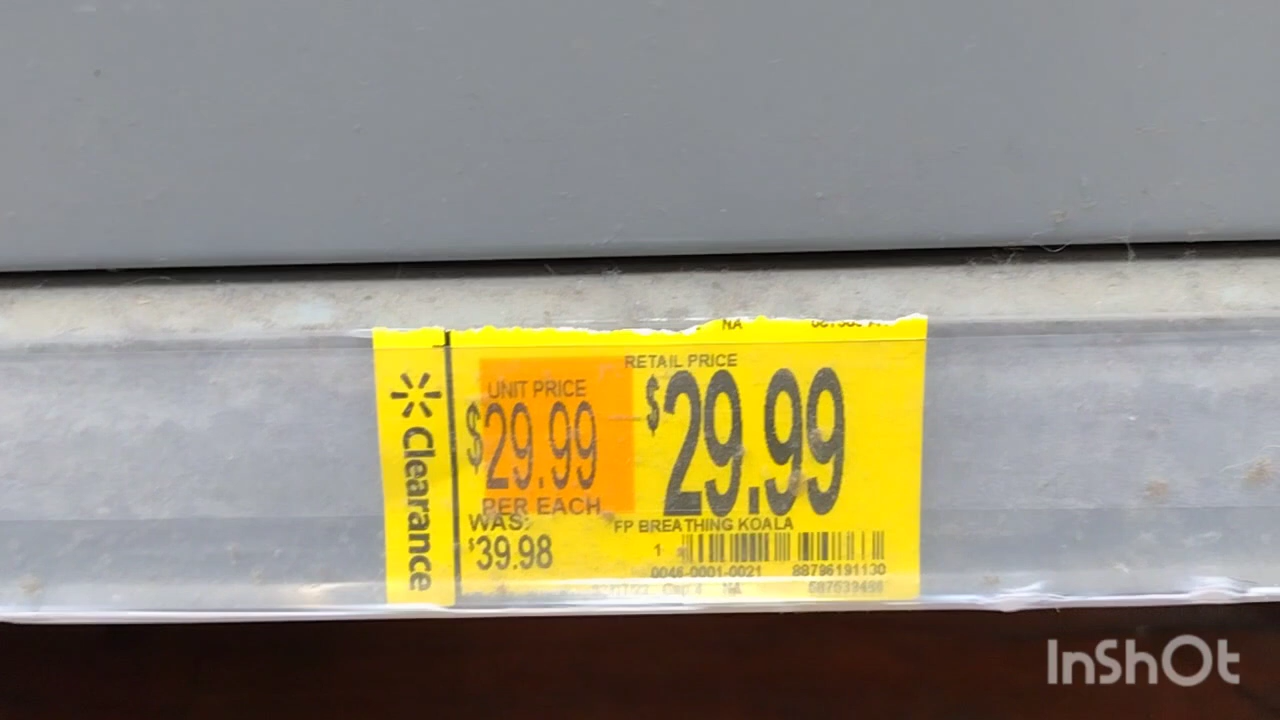 NA
Clearance
RETAIL PRICE
UNIT PRICE
$29.99
$29.99
PER EACH
WAS:
$39.98
FP BREATHING KOALA
1
0046-0001-0021 88796191130
NA
InShOt